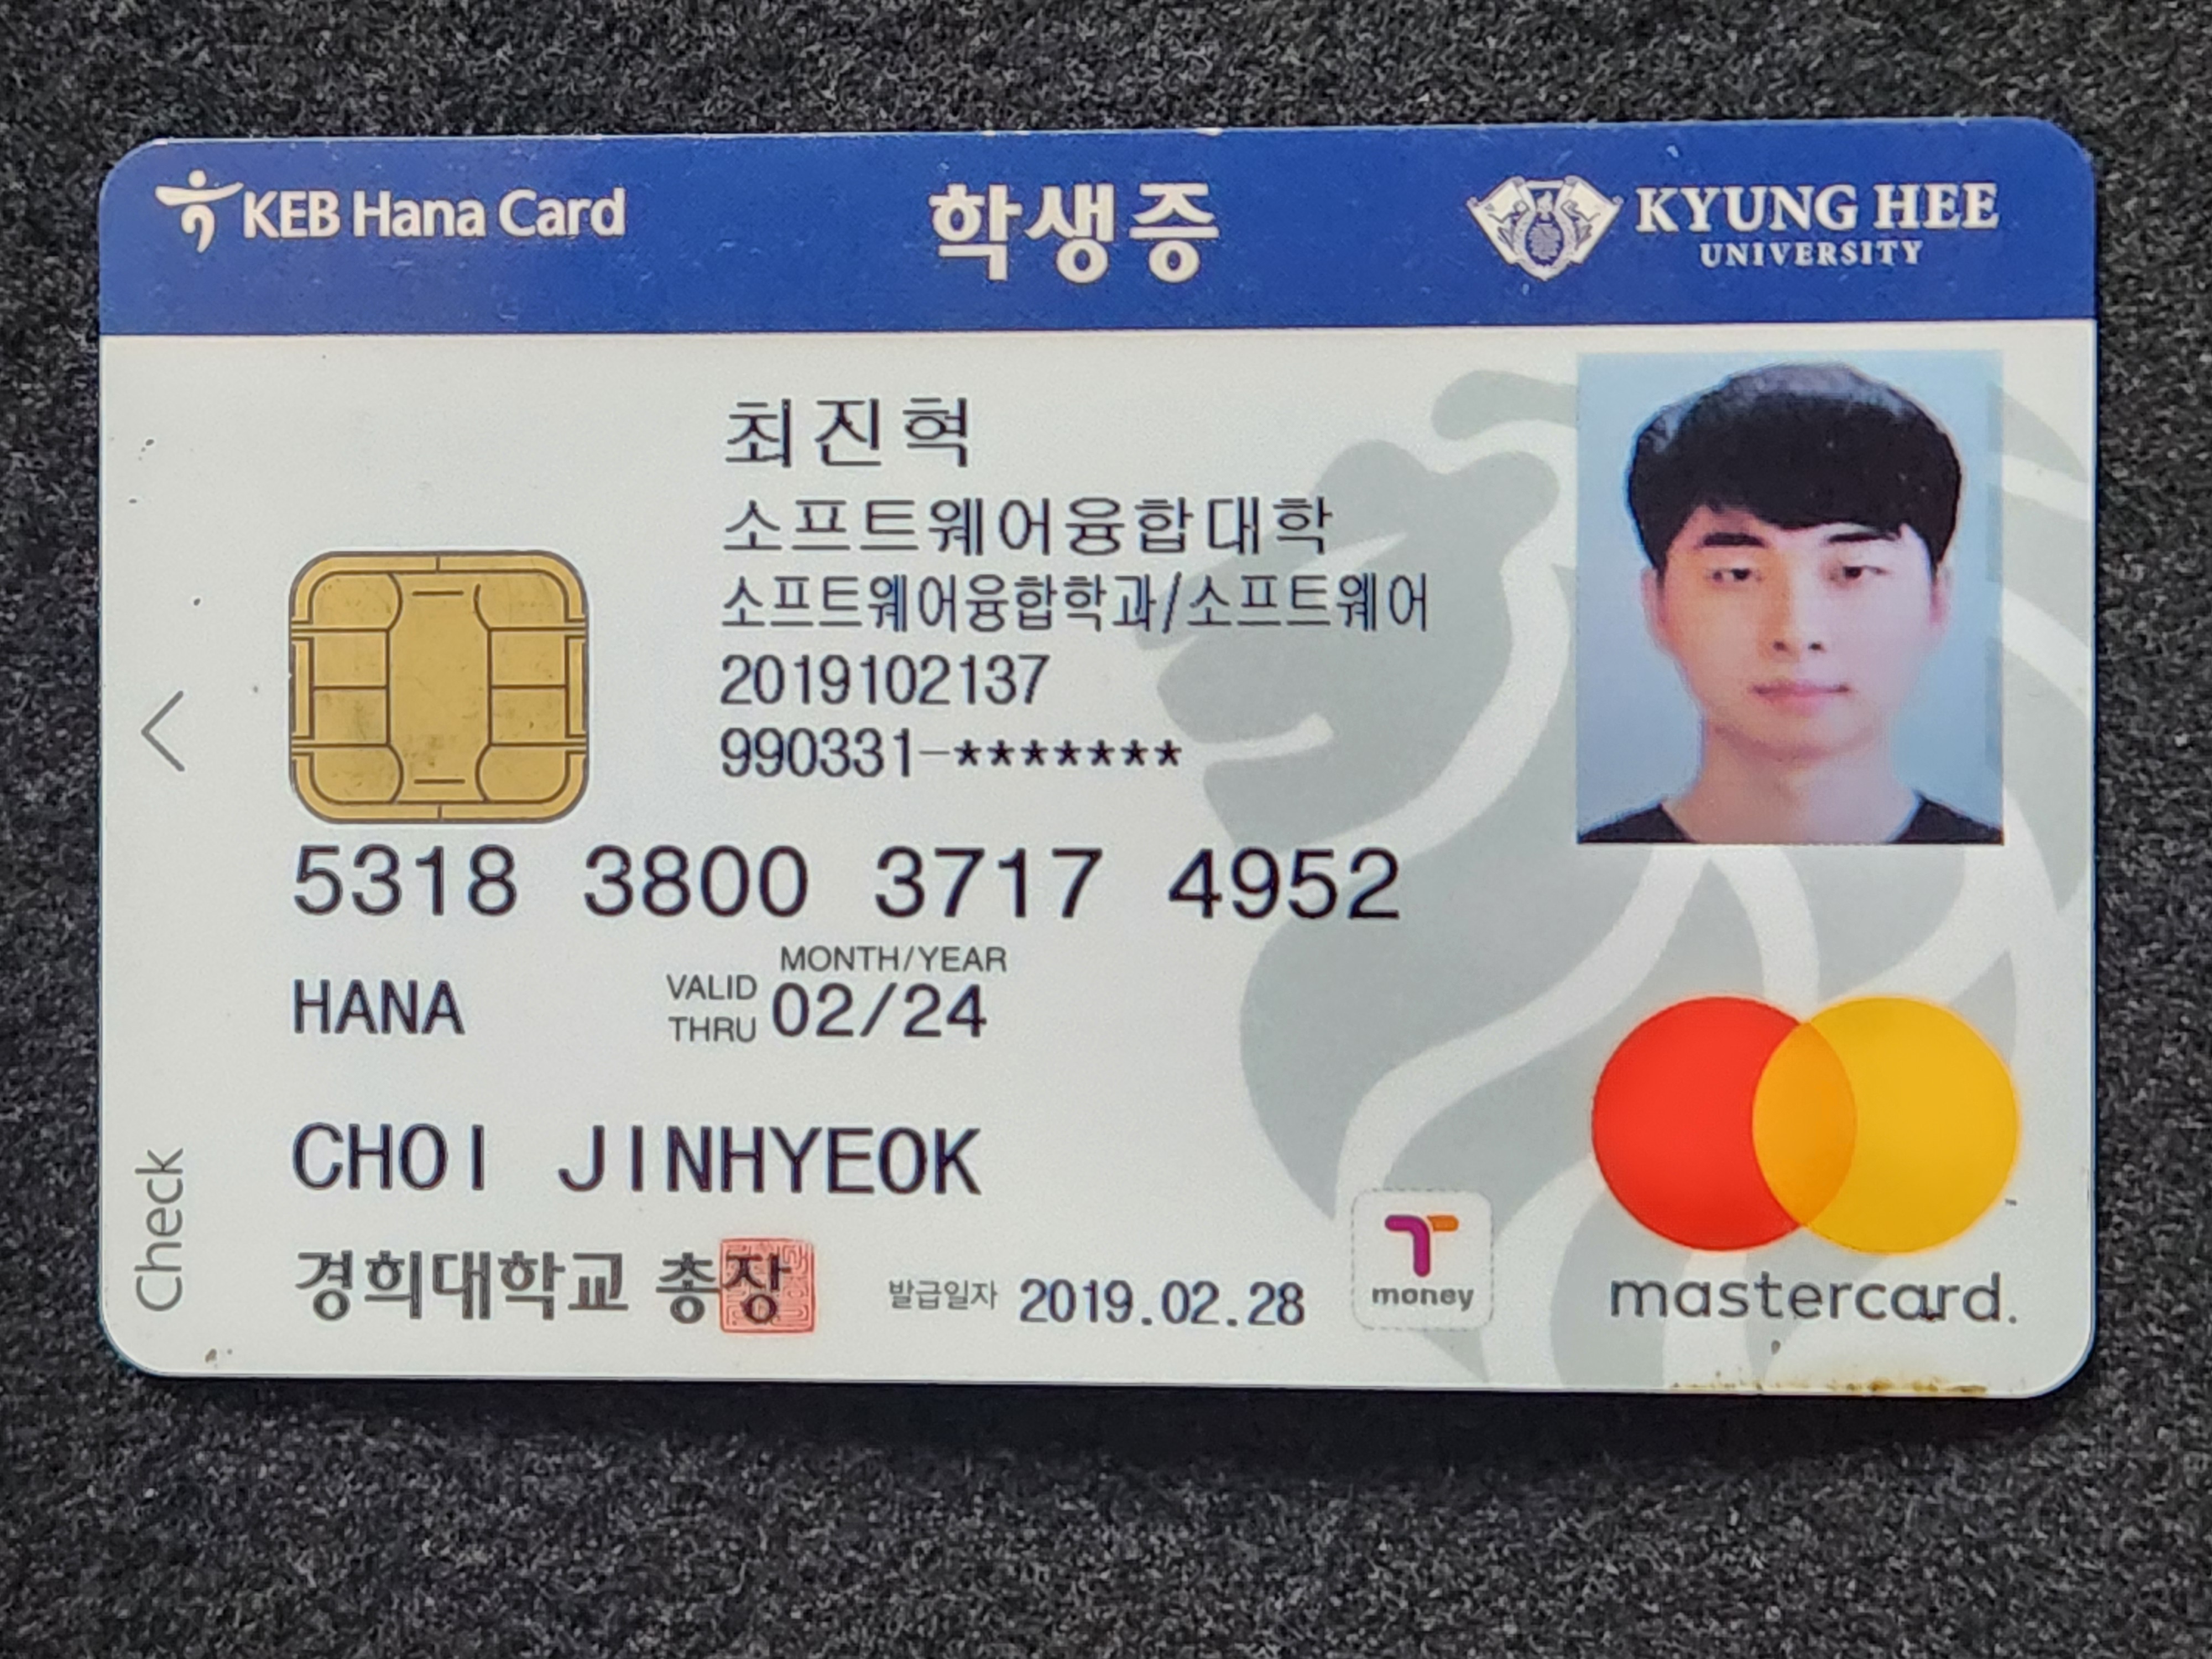 KEB Hana Card
학생증
KYUNG HEE
UNIVERSITY
최진혁
소프트웨어융합대학
소프트웨어융합학과/소프트웨어
2019102137
990331-*******
5318 3800 3717 4952
MONTH/YEAR
HANA VALID THRU 02/24
CHOI JINHYEOK
Check
경희대학교 총장
발급일자 2019.02.28
T money
mastercard.